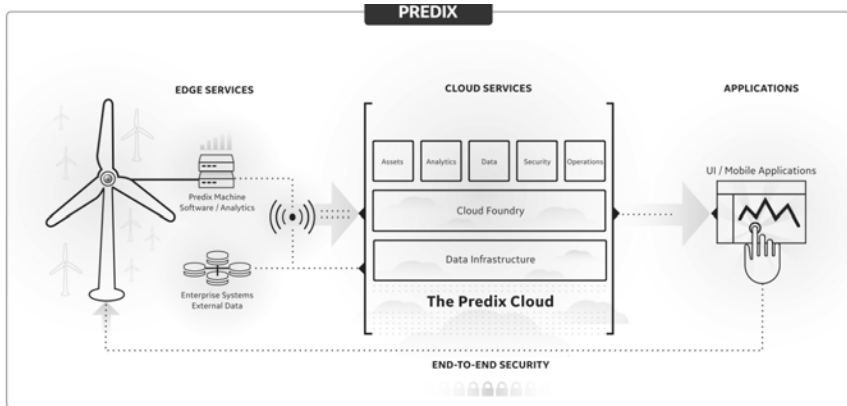 PREDIX
EDGE SERVICES
CLOUD SERVICES
APPLICATIONS
Assets
Analytics
Data
Security
Operations
UI / Mobile Applications
Predix Machine
Software / Analytics
Cloud Foundry
Data Infrastructure
Enterprise Systems
External Data
The Predix Cloud
END-TO-END SECURITY